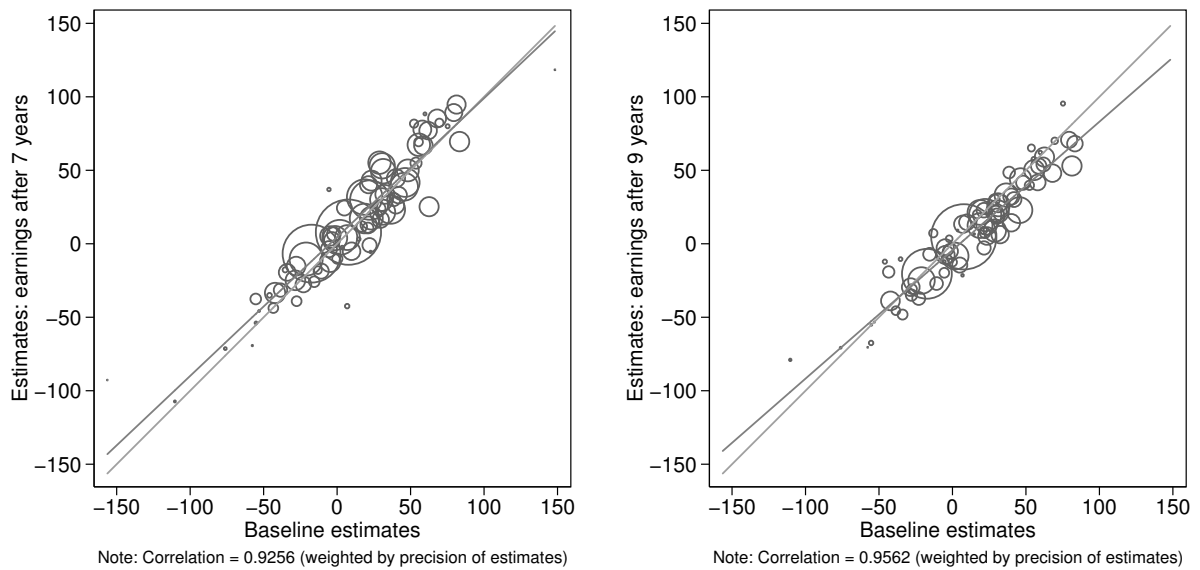 Estimates: earnings after 7 years
150
100
50
0
−50
−100
−150
−150 −100 −50 0 50 100 150
Baseline estimates
Note: Correlation = 0.9256 (weighted by precision of estimates)
Estimates: earnings after 9 years
150
100
50
0
−50
−100
−150
−150 −100 −50 0 50 100 150
Baseline estimates
Note: Correlation = 0.9562 (weighted by precision of estimates)